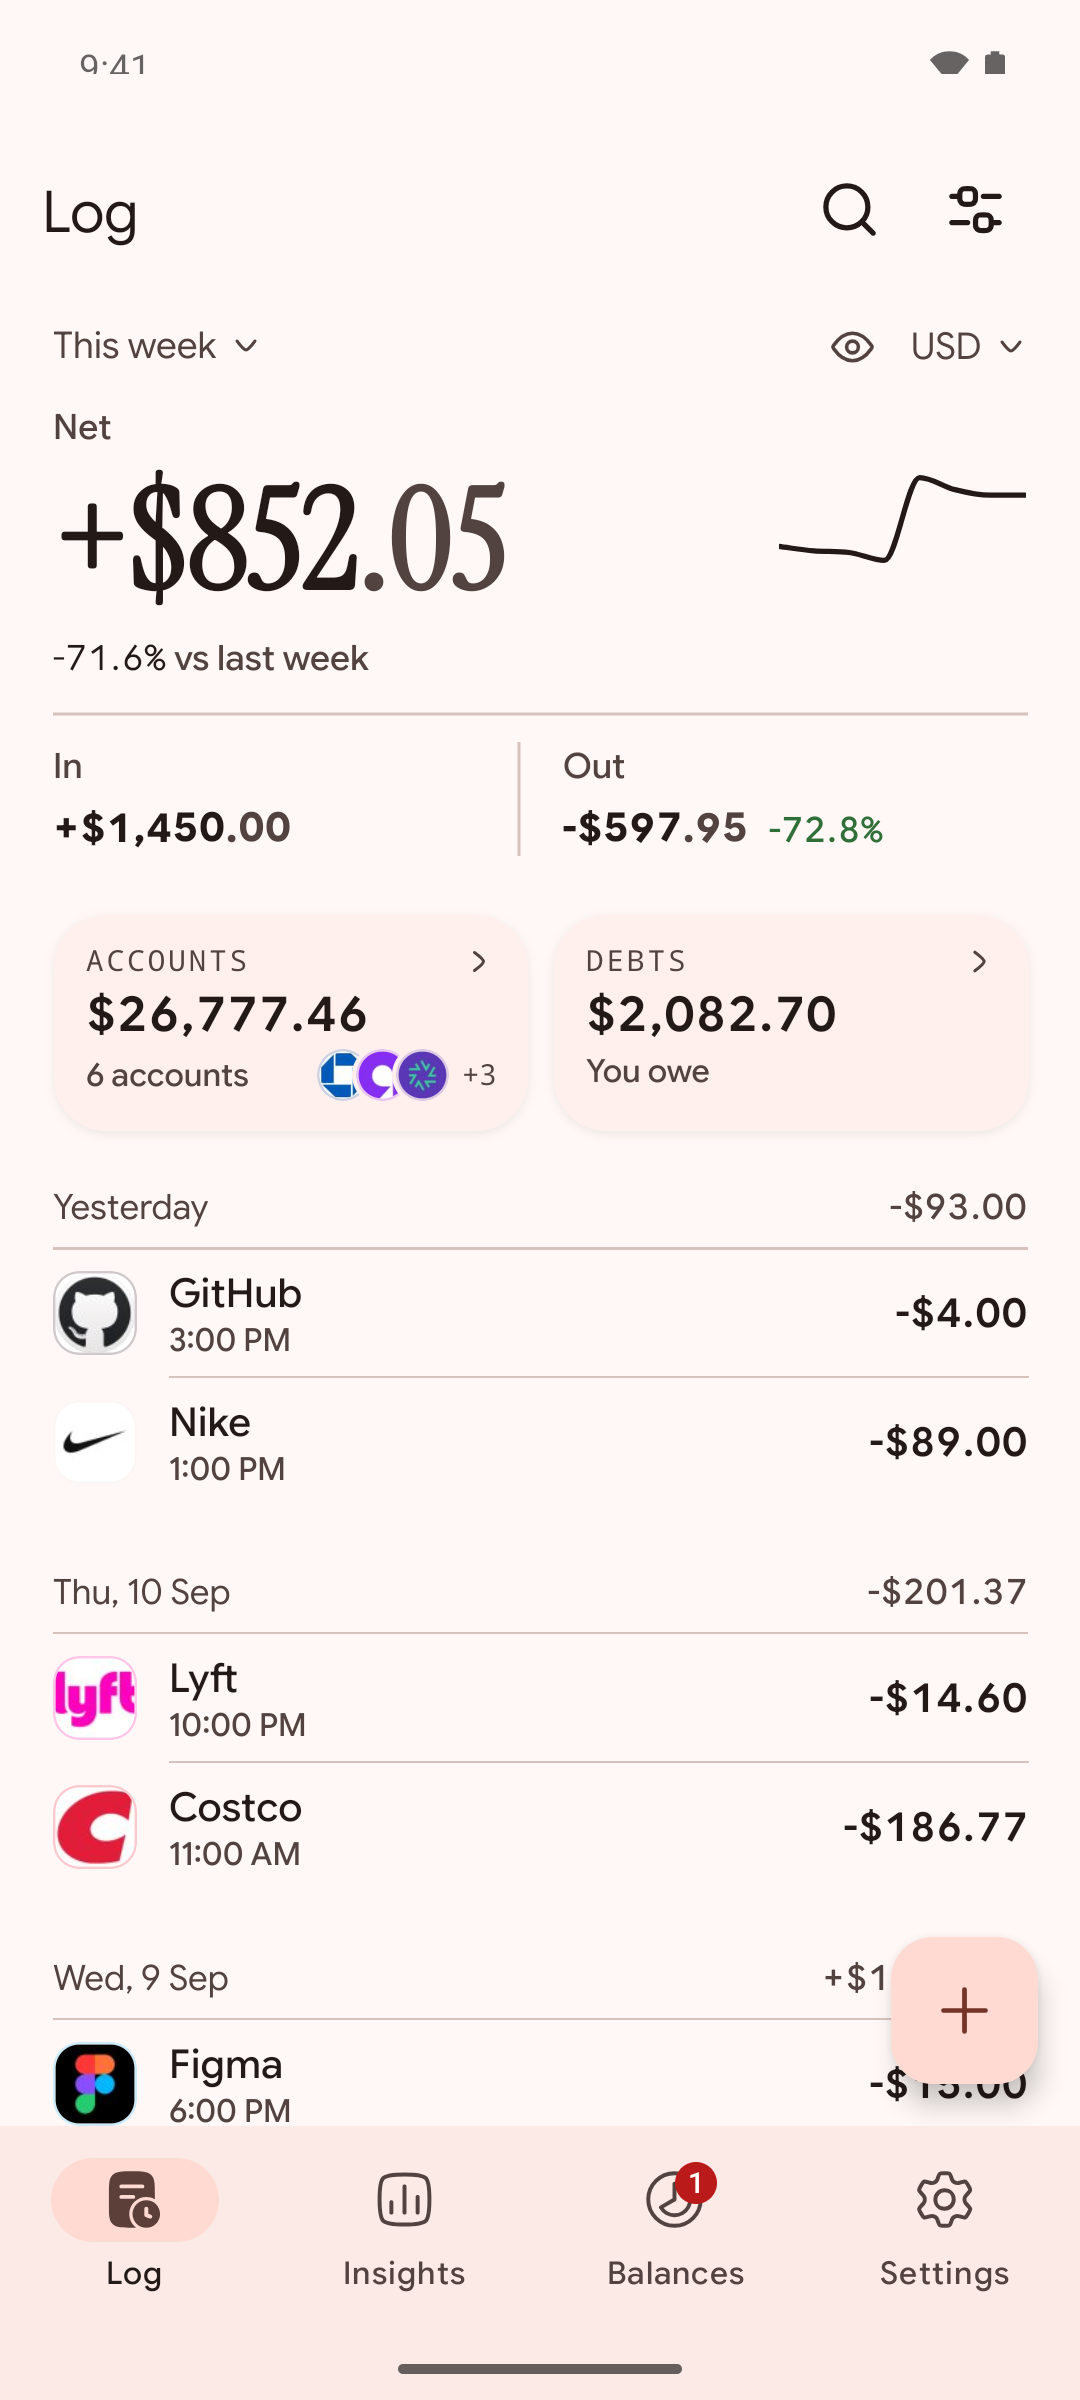 9:41
Log
This week
USD
Net
+$852.05
-71.6% vs last week
In
Out
+$1,450.00
-$597.95 -72.8%
ACCOUNTS
DEBTS
$26,777.46
$2,082.70
6 accounts
+3
You owe
Yesterday
-$93.00
GitHub
-$4.00
3:00 PM
Nike
-$89.00
1:00 PM
Thu, 10 Sep
-$201.37
lyft
Lyft
-$14.60
10:00 PM
Costco
-$186.77
11:00 AM
Wed, 9 Sep
Figma
-$15.00
6:00 PM
1
Log
Insights
Balances
Settings